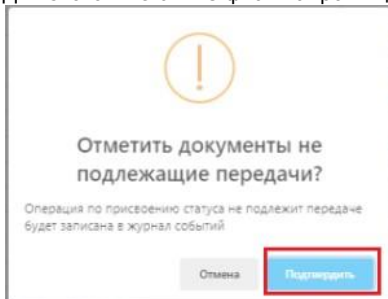 Отметить документы не
подлежащие передачи?
Операция по присвоению статуса не подлежит передаче
будет записана в журнал событий
Отмена
Подтвердить